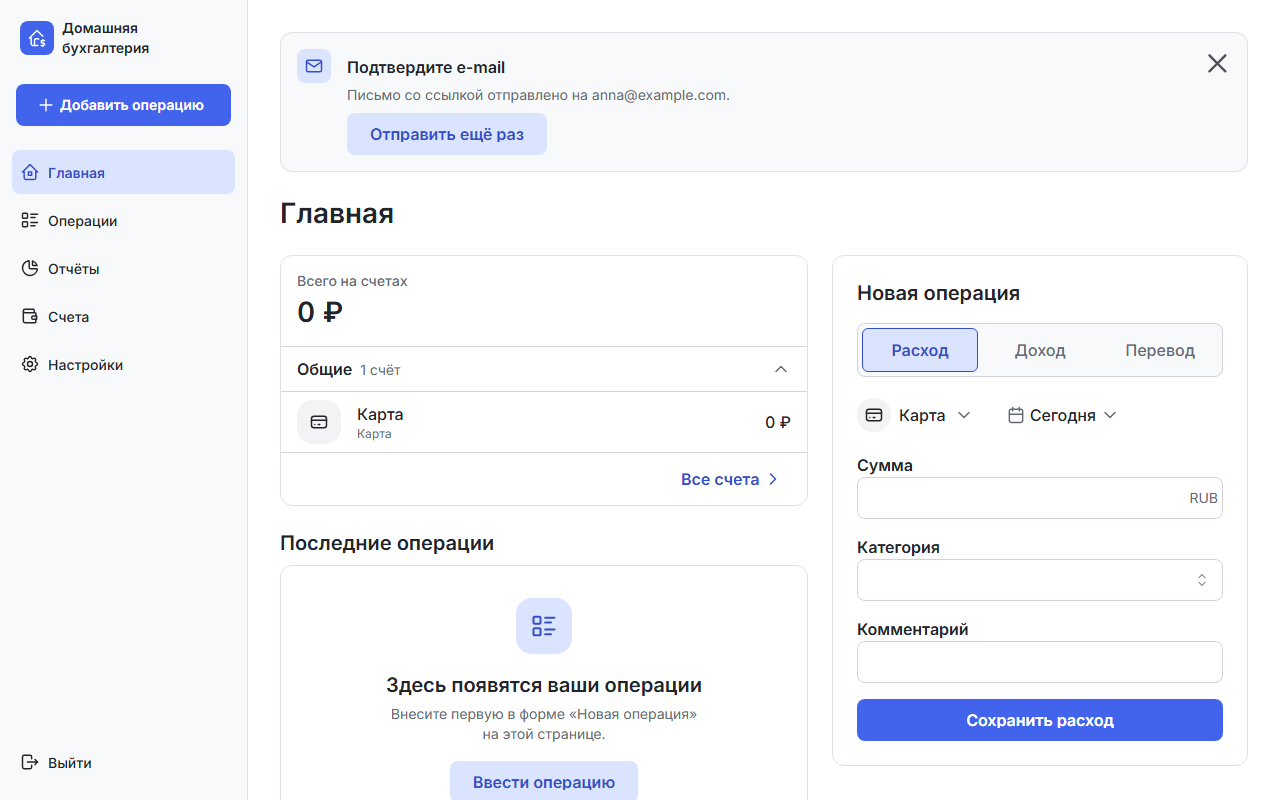 Домашняя
бухгалтерия
Добавить операцию
Главная
Операции
Отчёты
Счета
Настройки
Выйти
Подтвердите e-mail
Письмо со ссылкой отправлено на anna@example.com.
Отправить ещё раз
Главная
Всего на счетах
0 ₽
Общие 1 счёт
Карта
Карта
0 ₽
Все счета
Последние операции
Здесь появятся ваши операции
Внесите первую в форме «Новая операция»
на этой странице.
Ввести операцию
Новая операция
Расход Доход Перевод
Карта Сегодня
Сумма
RUB
Категория
Комментарий
Сохранить расход